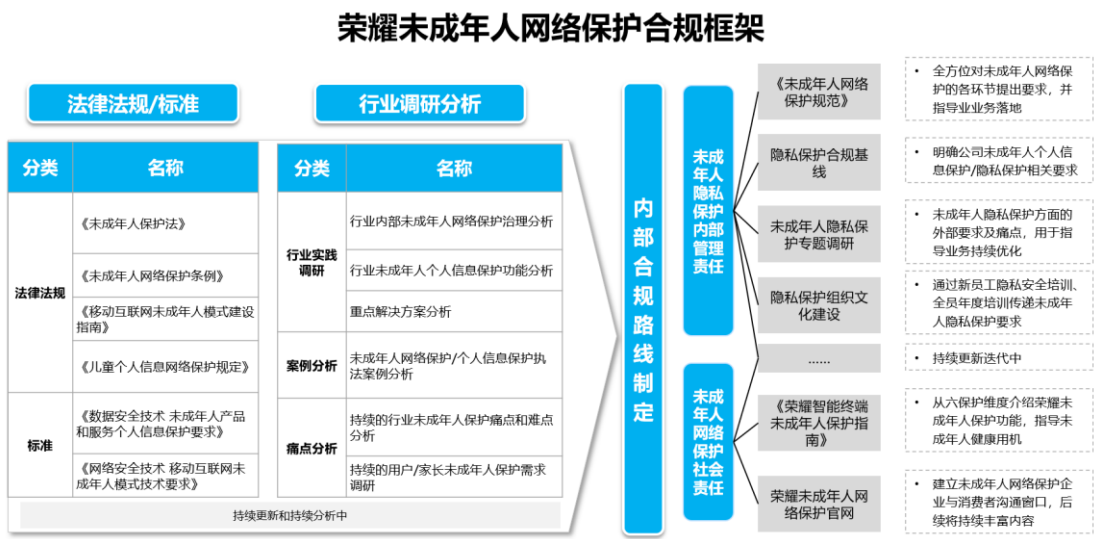 荣耀未成年人网络保护合规框架
法律法规/标准
分类
名称
法律法规
《未成年人保护法》
《未成年人网络保护条例》
《移动互联网未成年人模式建设
指南》
《儿童个人信息网络保护规定》
标准
《数据安全技术 未成年人产品
和服务个人信息保护要求》
《网络安全技术 移动互联网未
成年人模式技术要求》
行业调研分析
分类
名称
行业实践
调研
行业内部未成年人网络保护治理分析
行业未成年人个人信息保护功能分析
重点解决方案分析
案例分析
未成年人网络保护/个人信息保护执
法案例分析
痛点分析
持续的行业未成年人保护痛点和难点
分析
持续的用户/家长未成年人保护需求
调研
持续更新和持续分析中
内部合规路线制定
未成
年人
隐私
保护
内部
管理
责任
《未成年人网络
保护规范》
• 全方位对未成年人网络保
护的各环节提出要求，并
指导业业务落地
隐私保护合规基
线
• 明确公司未成年人个人信
息保护/隐私保护相关要求
未成年人隐私保
护专题调研
• 未成年人隐私保护方面的
外部要求及痛点，用于指
导业务持续优化
隐私保护组织文
化建设
• 通过新员工隐私安全培训、
全员年度培训传递未成年
人隐私保护要求
......
• 持续更新迭代中
未成
年人
网络
保护
社会
责任
《荣耀智能终端
未成年人保护指
南》
• 从六保护维度介绍荣耀未
成年人保护功能，指导未
成年人健康用机
荣耀未成年人网
络保护官网
• 建立未成年人网络保护企
业与消费者沟通窗口，后
续将持续丰富内容